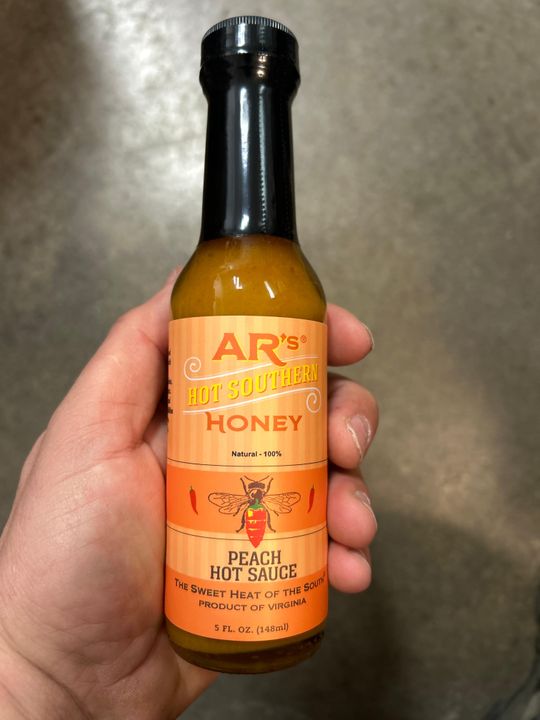 AR's®
HOT SOUTHERN
HONEY
Natural - 100%
PEACH
HOT SAUCE
THE SWEET HEAT OF THE SOUTH
PRODUCT OF VIRGINIA
5 FL. OZ. (148ml)